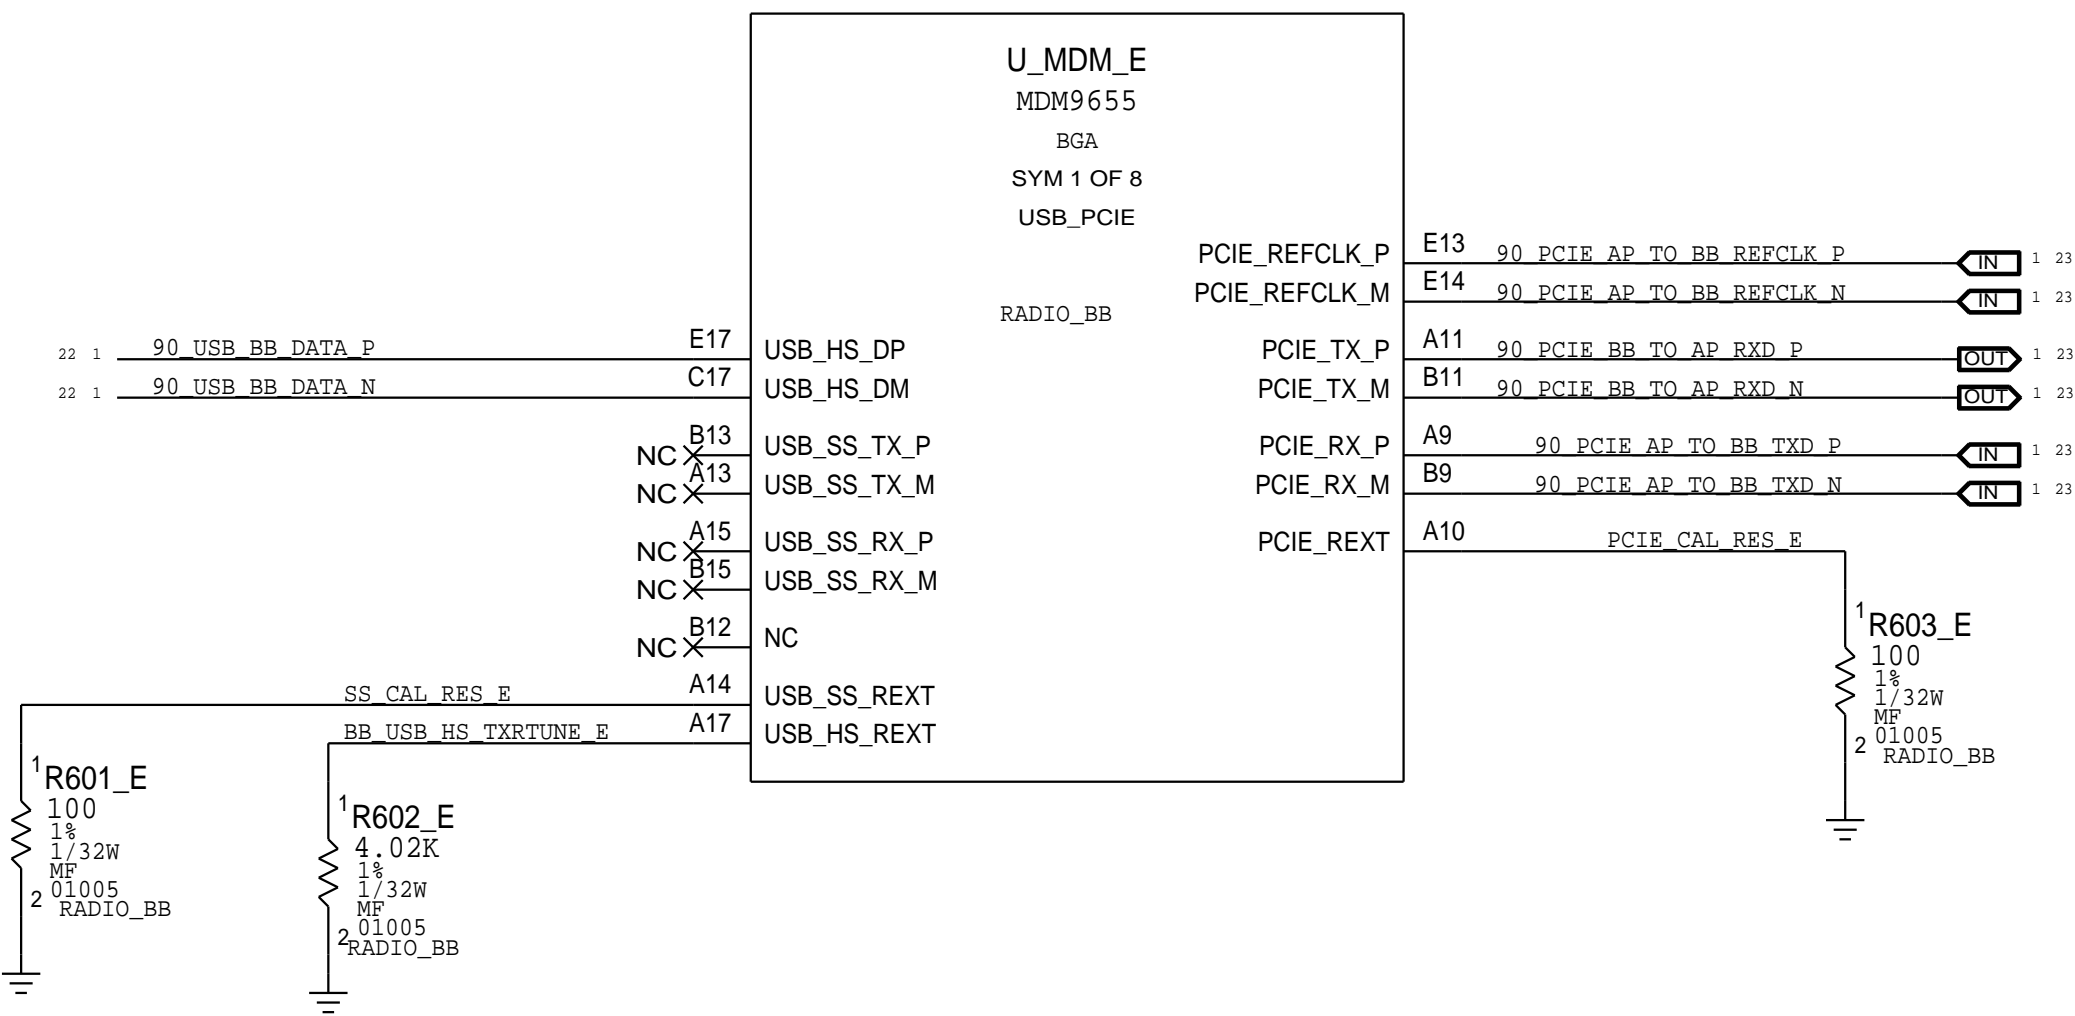 U_MDM_E
MDM9655
BGA
SYM 1 OF 8
USB_PCIE
RADIO_BB
22 1 90_USB_BB_DATA_P E17 USB_HS_DP
22 1 90_USB_BB_DATA_N C17 USB_HS_DM
NC B13 USB_SS_TX_P
NC A13 USB_SS_TX_M
NC A15 USB_SS_RX_P
NC B15 USB_SS_RX_M
NC B12 NC
SS_CAL_RES_E A14 USB_SS_REXT
BB_USB_HS_TXRTUNE_E A17 USB_HS_REXT
PCIE_REFCLK_P E13 90_PCIE_AP_TO_BB_REFCLK_P IN 1 23
PCIE_REFCLK_M E14 90_PCIE_AP_TO_BB_REFCLK_N IN 1 23
PCIE_TX_P A11 90_PCIE_BB_TO_AP_RXD_P OUT 1 23
PCIE_TX_M B11 90_PCIE_BB_TO_AP_RXD_N OUT 1 23
PCIE_RX_P A9 90_PCIE_AP_TO_BB_TXD_P IN 1 23
PCIE_RX_M B9 90_PCIE_AP_TO_BB_TXD_N IN 1 23
PCIE_REXT A10 PCIE_CAL_RES_E
1 R601_E
100
1%
1/32W
MF
01005
2 RADIO_BB
1 R602_E
4.02K
1%
1/32W
MF
01005
2 RADIO_BB
1 R603_E
100
1%
1/32W
MF
2 01005
RADIO_BB